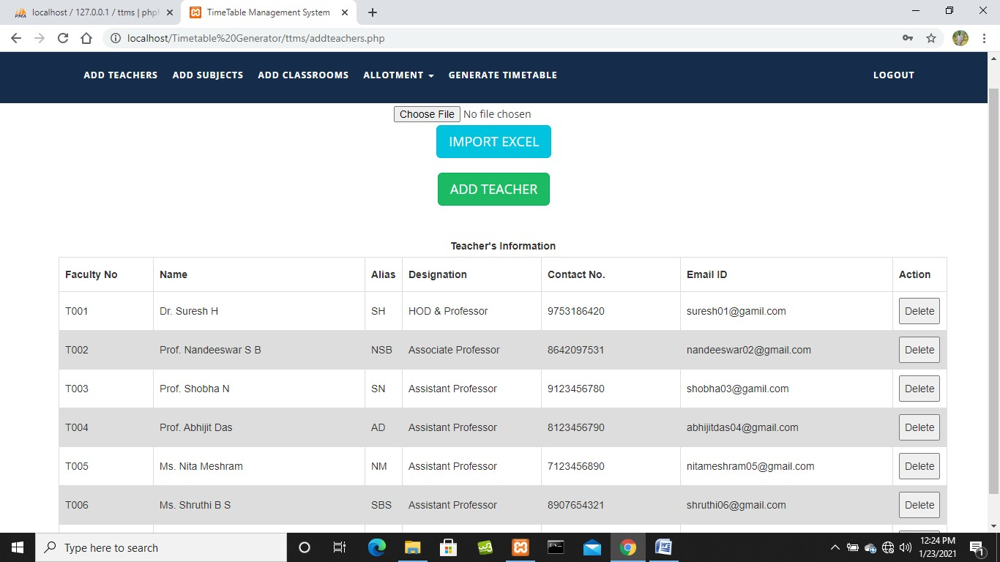 localhost / 127.0.0.1 / ttms | php
TimeTable Management System
localhost/Timetable%20Generator/ttms/addteachers.php
ADD TEACHERS ADD SUBJECTS ADD CLASSROOMS ALLOTMENT GENERATE TIMETABLE LOGOUT
Choose File No file chosen
IMPORT EXCEL
ADD TEACHER
Teacher's Information
Faculty No Name Alias Designation Contact No. Email ID Action
T001 Dr. Suresh H SH HOD & Professor 9753186420 suresh01@gamil.com Delete
T002 Prof. Nandeeswar S B NSB Associate Professor 8642097531 nandeeswar02@gmail.com Delete
T003 Prof. Shobha N SN Assistant Professor 9123456780 shobha03@gamil.com Delete
T004 Prof. Abhijit Das AD Assistant Professor 8123456790 abhijitdas04@gmail.com Delete
T005 Ms. Nita Meshram NM Assistant Professor 7123456890 nitameshram05@gmail.com Delete
T006 Ms. Shruthi B S SBS Assistant Professor 8907654321 shruthi06@gmail.com Delete
Type here to search
12:24 PM
1/23/2021
1